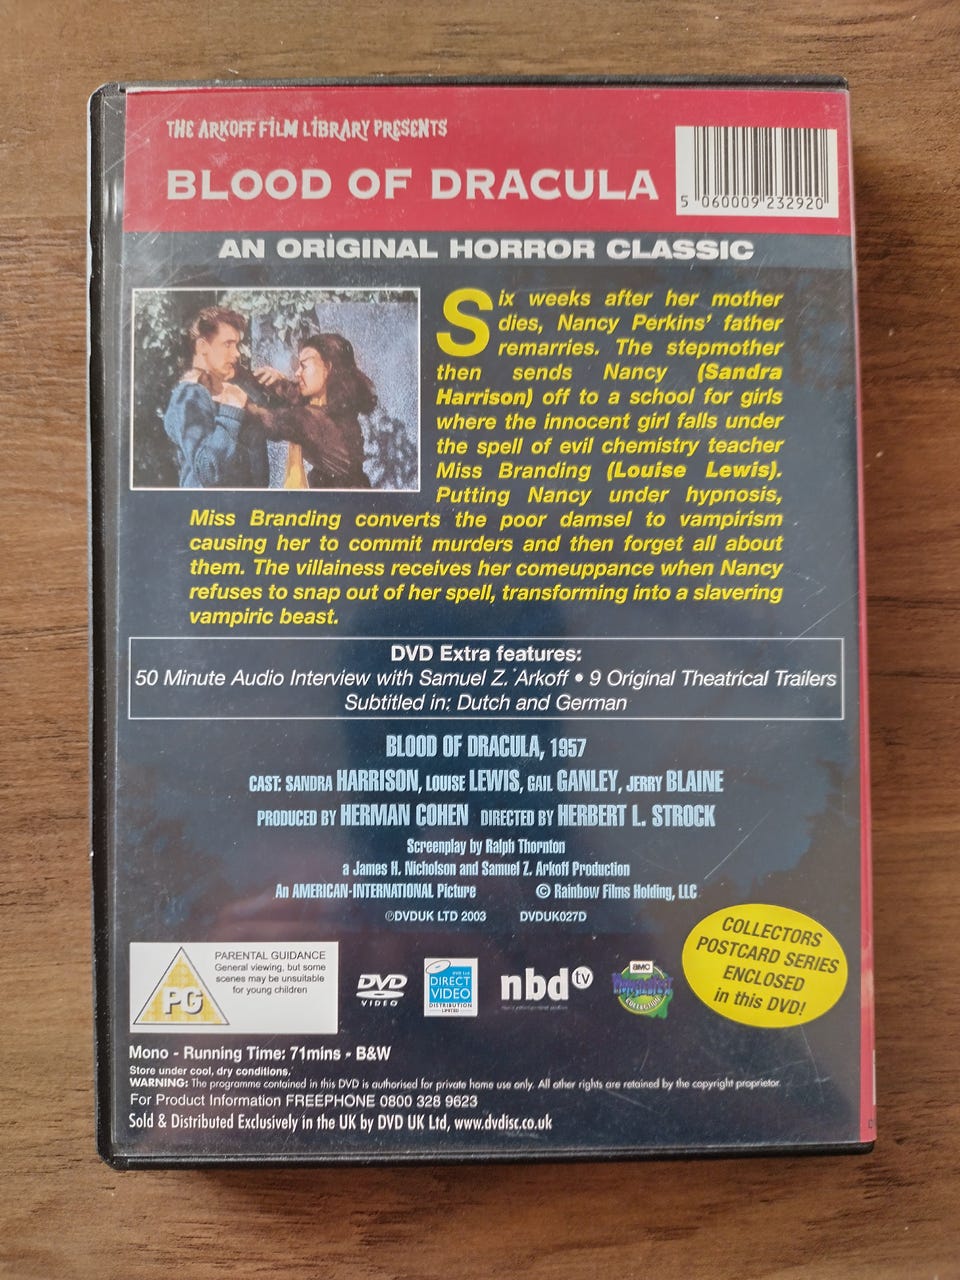 THE ARKOFF FILM LIBRARY PRESENTS
BLOOD OF DRACULA
5 060009 232920
AN ORIGINAL HORROR CLASSIC
Six weeks after her mother
dies, Nancy Perkins' father
remarries. The stepmother
then sends Nancy (Sandra
Harrison) off to a school for girls
where the innocent girl falls under
the spell of evil chemistry teacher
Miss Branding (Louise Lewis).
Putting Nancy under hypnosis,
Miss Branding converts the poor damsel to vampirism
causing her to commit murders and then forget all about
them. The villainess receives her comeuppance when Nancy
refuses to snap out of her spell, transforming into a slavering
vampiric beast.
DVD Extra features:
50 Minute Audio Interview with Samuel Z. Arkoff • 9 Original Theatrical Trailers
Subtitled in: Dutch and German
BLOOD OF DRACULA, 1957
CAST: SANDRA HARRISON, LOUISE LEWIS, GAIL GANLEY, JERRY BLAINE
PRODUCED BY HERMAN COHEN DIRECTED BY HERBERT L. STROCK
Screenplay by Ralph Thornton
a James H. Nicholson and Samuel Z. Arkoff Production
An AMERICAN-INTERNATIONAL Picture © Rainbow Films Holding, LLC
℗DVDUK LTD 2003 DVDUK027D
COLLECTORS
POSTCARD SERIES
ENCLOSED
in this DVD!
PG
PARENTAL GUIDANCE
General viewing, but some
scenes may be unsuitable
for young children
DVD
VIDEO
DIRECT
VIDEO
DISTRIBUTION
LIMITED
nbd tv
amc
COLLECTION
Mono - Running Time: 71mins - B&W
Store under cool, dry conditions.
WARNING: The programme contained in this DVD is authorised for private home use only. All other rights are retained by the copyright proprietor.
For Product Information FREEPHONE 0800 328 9623
Sold & Distributed Exclusively in the UK by DVD UK Ltd, www.dvdisc.co.uk